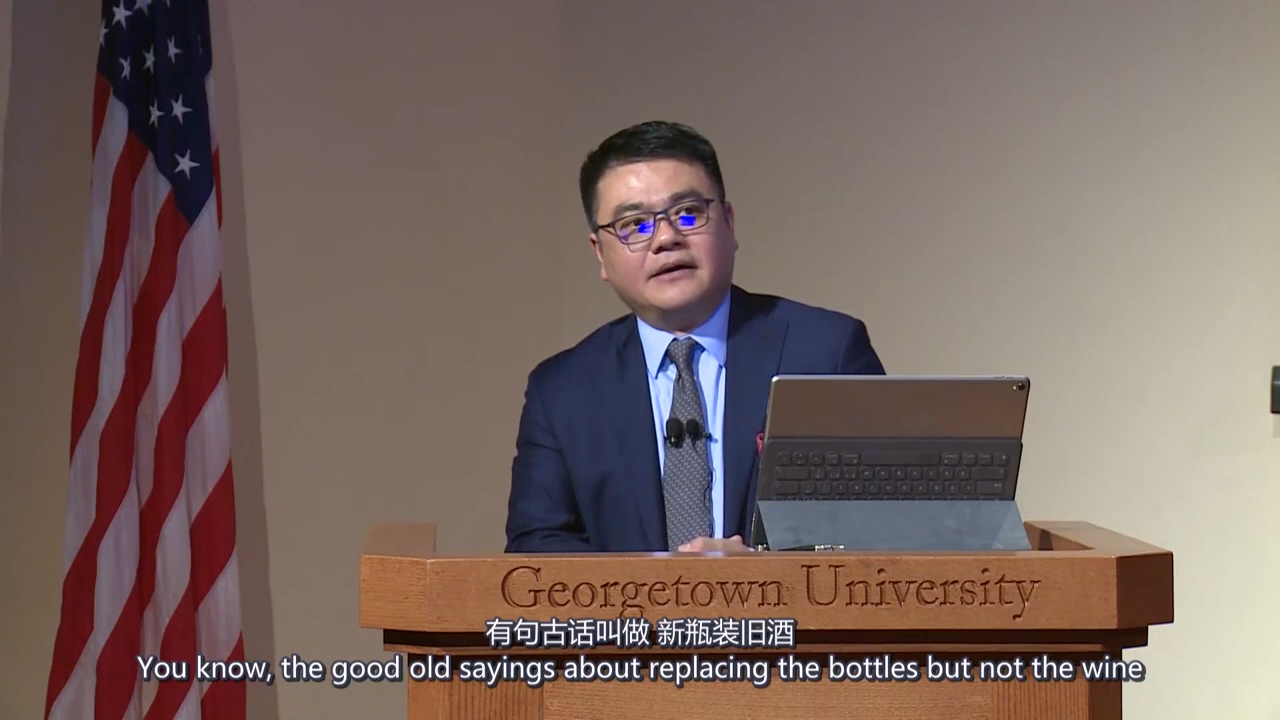 Georgetown University
有句古话叫做 新瓶装旧酒
You know, the good old sayings about replacing the bottles but not the wine